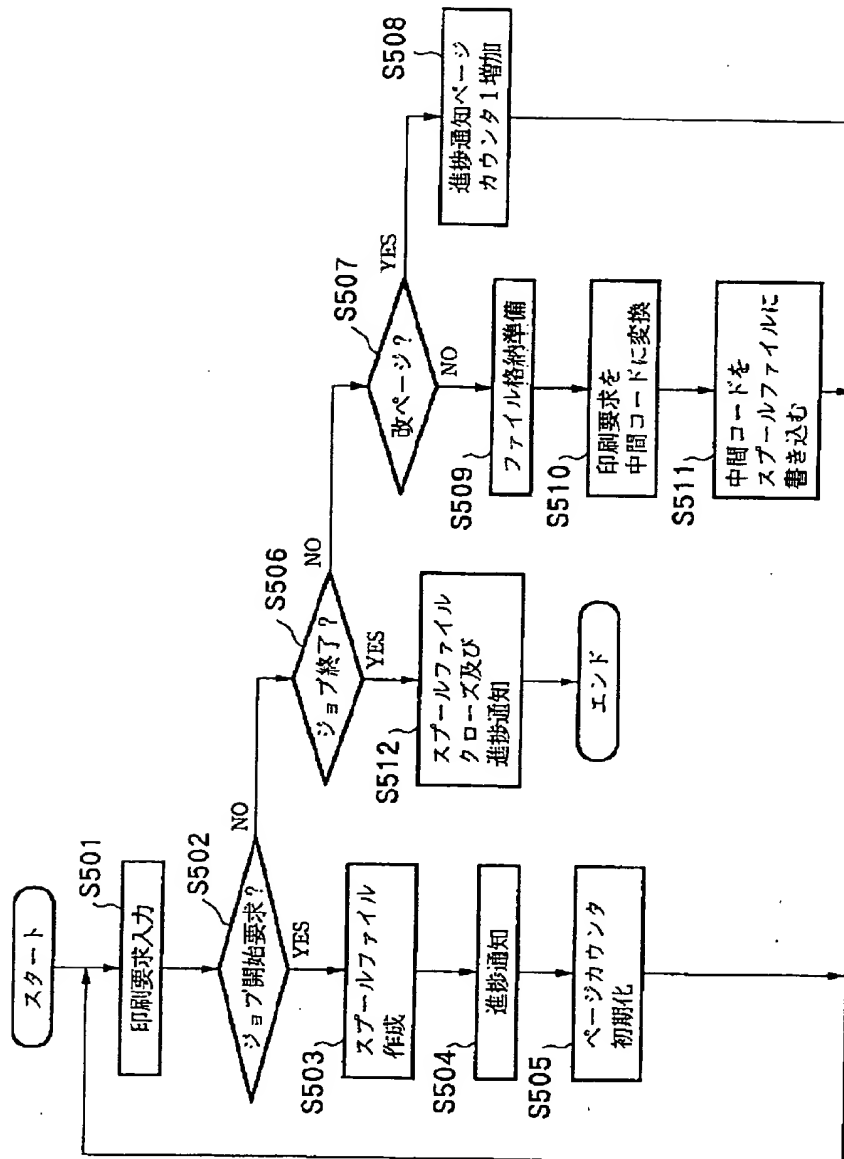 スタート
S501
印刷要求入力
S502
ジョブ開始要求?
NO
YES
S503
スプールファイル
作成
S504
進捗通知
S505
ページカウンタ
初期化
S506
ジョブ終了?
NO
YES
S512
スプールファイル
クローズ及び
進捗通知
エンド
S507
改ページ?
YES
NO
S508
進捗通知ページ
カウンタ1増加
S509
ファイル格納準備
S510
印刷要求を
中間コードに変換
S511
中間コードを
スプールファイルに
書き込む